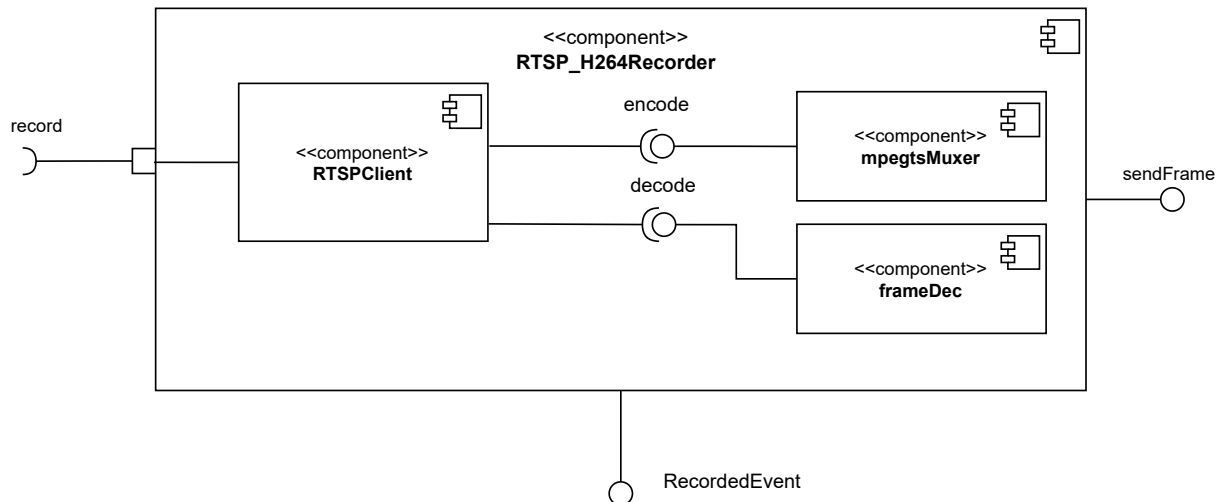 <<component>>
RTSP_H264Recorder
record
<<component>>
RTSPClient
encode
decode
<<component>>
mpegtsMuxer
<<component>>
frameDec
sendFrame
RecordedEvent